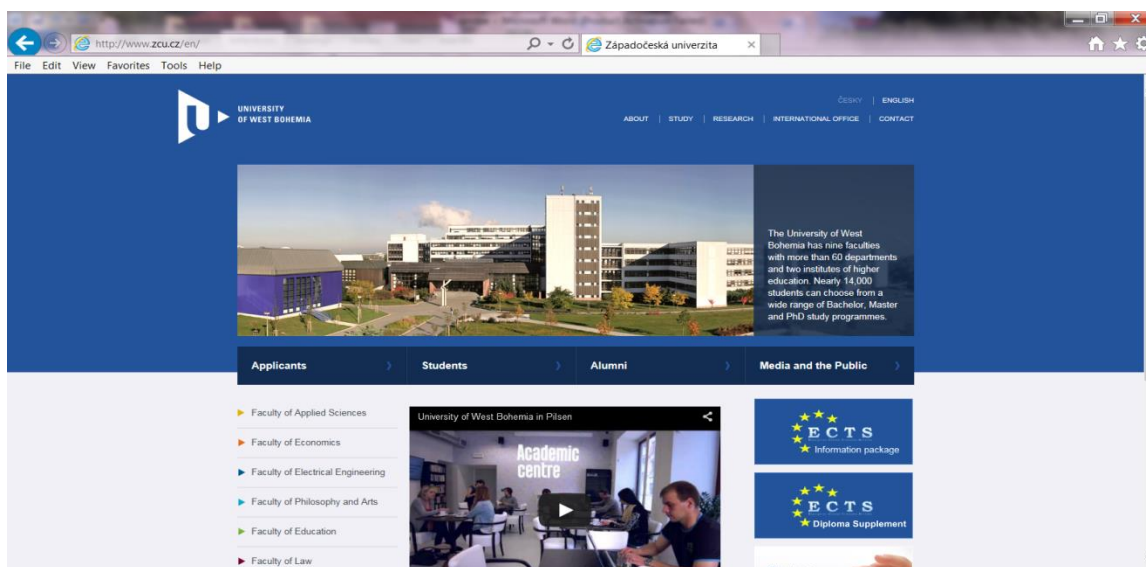 http://www.zcu.cz/en/
Západočeská univerzita
File Edit View Favorites Tools Help
UNIVERSITY
OF WEST BOHEMIA
ČESKY | ENGLISH
ABOUT | STUDY | RESEARCH | INTERNATIONAL OFFICE | CONTACT
The University of West
Bohemia has nine faculties
with more than 60 departments
and two institutes of higher
education. Nearly 14,000
students can choose from a
wide range of Bachelor, Master
and PhD study programmes.
Applicants
Students
Alumni
Media and the Public
Faculty of Applied Sciences
Faculty of Economics
Faculty of Electrical Engineering
Faculty of Philosophy and Arts
Faculty of Education
Faculty of Law
University of West Bohemia in Pilsen
Academic
centre
ECTS
Information package
ECTS
Diploma Supplement